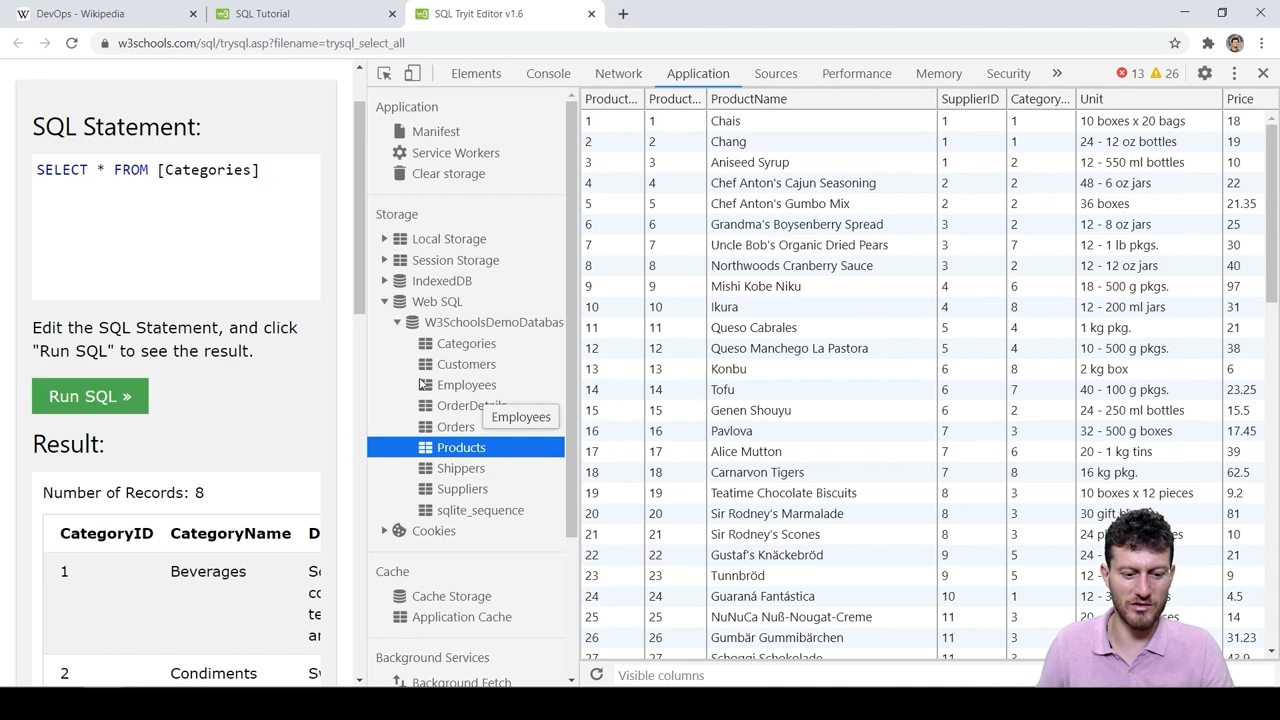 DevOps - Wikipedia
SQL Tutorial
SQL Tryit Editor v1.6
w3schools.com/sql/trysql.asp?filename=trysql_select_all
SQL Statement:
SELECT * FROM [Categories]
Edit the SQL Statement, and click
"Run SQL" to see the result.
Run SQL »
Result:
Number of Records: 8
CategoryID CategoryName D
1 Beverages
2 Condiments
Elements Console Network Application Sources Performance Memory Security » 13 26
Application
Manifest
Service Workers
Clear storage
Storage
Local Storage
Session Storage
IndexedDB
Web SQL
W3SchoolsDemoDatabas
Categories
Customers
Employees
Employees
Orders
Products
Shippers
Suppliers
sqlite_sequence
Cookies
Cache
Cache Storage
Application Cache
Background Services
Background Fetch
Product... Product... ProductName SupplierID Category... Unit Price
1 1 Chais 1 1 10 boxes x 20 bags 18
2 2 Chang 1 1 24 - 12 oz bottles 19
3 3 Aniseed Syrup 1 2 12 - 550 ml bottles 10
4 4 Chef Anton's Cajun Seasoning 2 2 48 - 6 oz jars 22
5 5 Chef Anton's Gumbo Mix 2 2 36 boxes 21.35
6 6 Grandma's Boysenberry Spread 3 2 12 - 8 oz jars 25
7 7 Uncle Bob's Organic Dried Pears 3 7 12 - 1 lb pkgs. 30
8 8 Northwoods Cranberry Sauce 3 2 12 - 12 oz jars 40
9 9 Mishi Kobe Niku 4 6 18 - 500 g pkgs. 97
10 10 Ikura 4 8 12 - 200 ml jars 31
11 11 Queso Cabrales 5 4 1 kg pkg. 21
12 12 Queso Manchego La Pastora 5 4 10 - 500 g pkgs. 38
13 13 Konbu 6 8 2 kg box 6
14 14 Tofu 6 7 40 - 100 g pkgs. 23.25
15 15 Genen Shouyu 6 2 24 - 250 ml bottles 15.5
16 16 Pavlova 7 3 32 - 500 g boxes 17.45
17 17 Alice Mutton 7 6 20 - 1 kg tins 39
18 18 Carnarvon Tigers 7 8 16 kg pkg. 62.5
19 19 Teatime Chocolate Biscuits 8 3 10 boxes x 12 pieces 9.2
20 20 Sir Rodney's Marmalade 8 3 30 81
21 21 Sir Rodney's Scones 8 3 24 10
22 22 Gustaf's Knäckebröd 9 5 24 - 21
23 23 Tunnbröd 9 5 12 - 9
24 24 Guaraná Fantástica 10 1 12 - 4.5
25 25 NuNuCa Nuß-Nougat-Creme 11 3 14
26 26 Gumbär Gummibärchen 11 3 31.23
27 27 Schoggi Schokolade 11 3 43.9
Visible columns